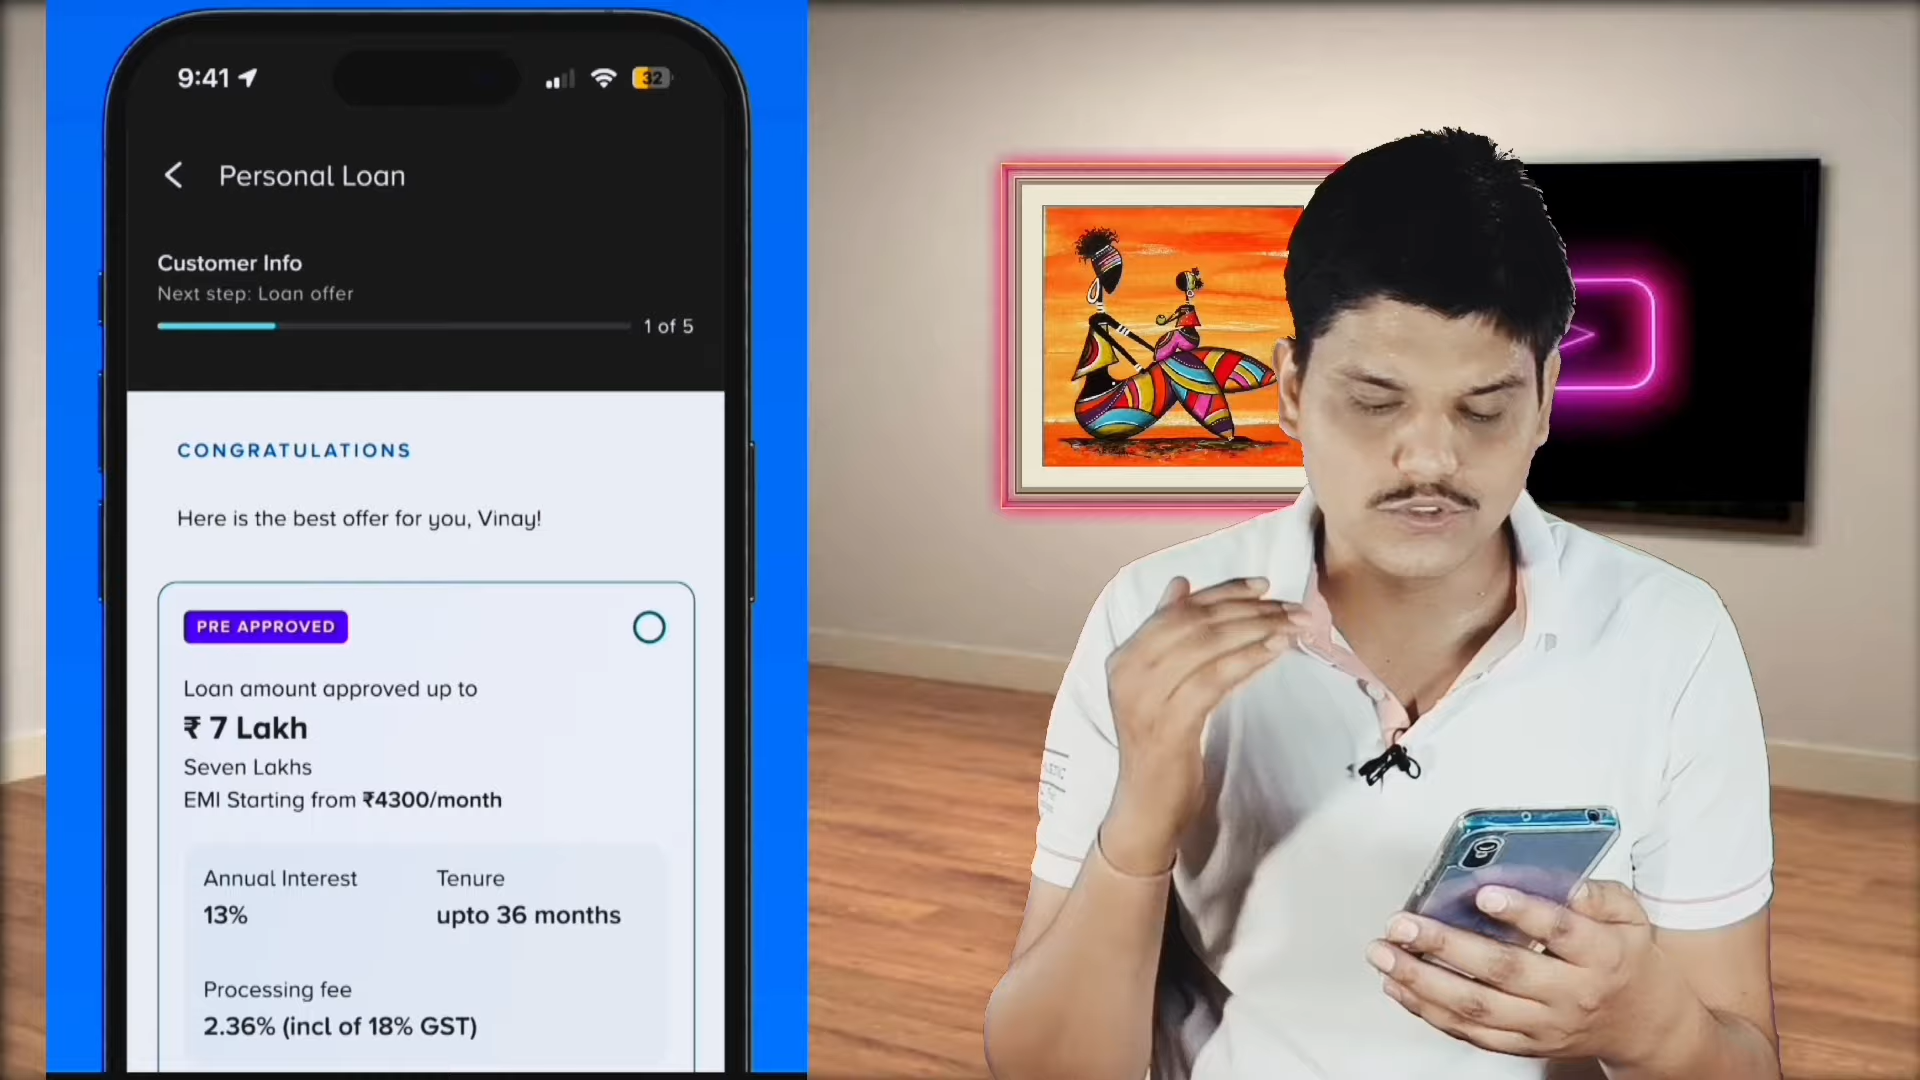 9:41
32
Personal Loan
Customer Info
Next step: Loan offer
1 of 5
CONGRATULATIONS
Here is the best offer for you, Vinay!
PRE APPROVED
Loan amount approved up to
₹ 7 Lakh
Seven Lakhs
EMI Starting from ₹4300/month
Annual Interest
Tenure
13%
upto 36 months
Processing fee
2.36% (incl of 18% GST)